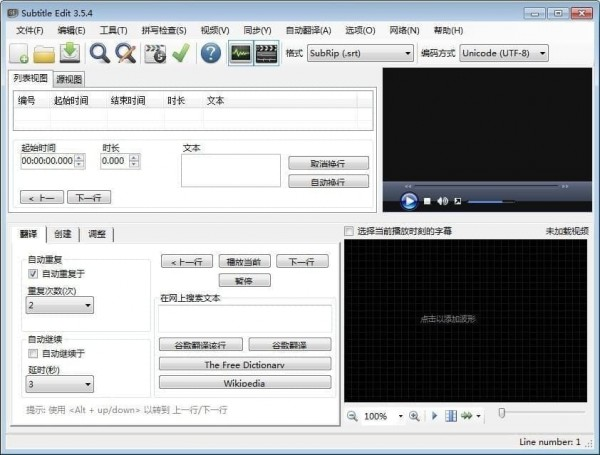 Subtitle Edit 3.5.4
文件(F) 编辑(E) 工具(T) 拼写检查(S) 视频(V) 同步(Y) 自动翻译(A) 选项(O) 网络(N) 帮助(H)
格式 SubRip (.srt) 编码方式 Unicode (UTF-8)
列表视图 源视图
编号 起始时间 结束时间 时长 文本
起始时间 时长 文本
00:00:00.000 0.000
取消换行
自动换行
< 上一 下一行
翻译 创建 调整
选择当前播放时刻的字幕 未加载视频
自动重复
自动重复于
重复次数(次)
2
<上一行 播放当前 下一行
暂停
在网上搜索文本
自动继续
自动继续于
延时(秒)
3
谷歌翻译该行 谷歌翻译
The Free Dictionary
Wikipedia
点击以添加波形
提示: 使用 <Alt + up/down> 以转到 上一行/下一行
100%
Line number: 1